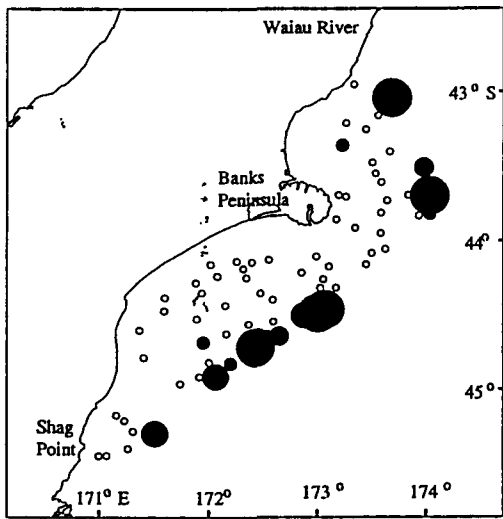 Waiau River
43° S
Banks
Peninsula
44°
45°
Shag
Point
171° E
172°
173°
174°